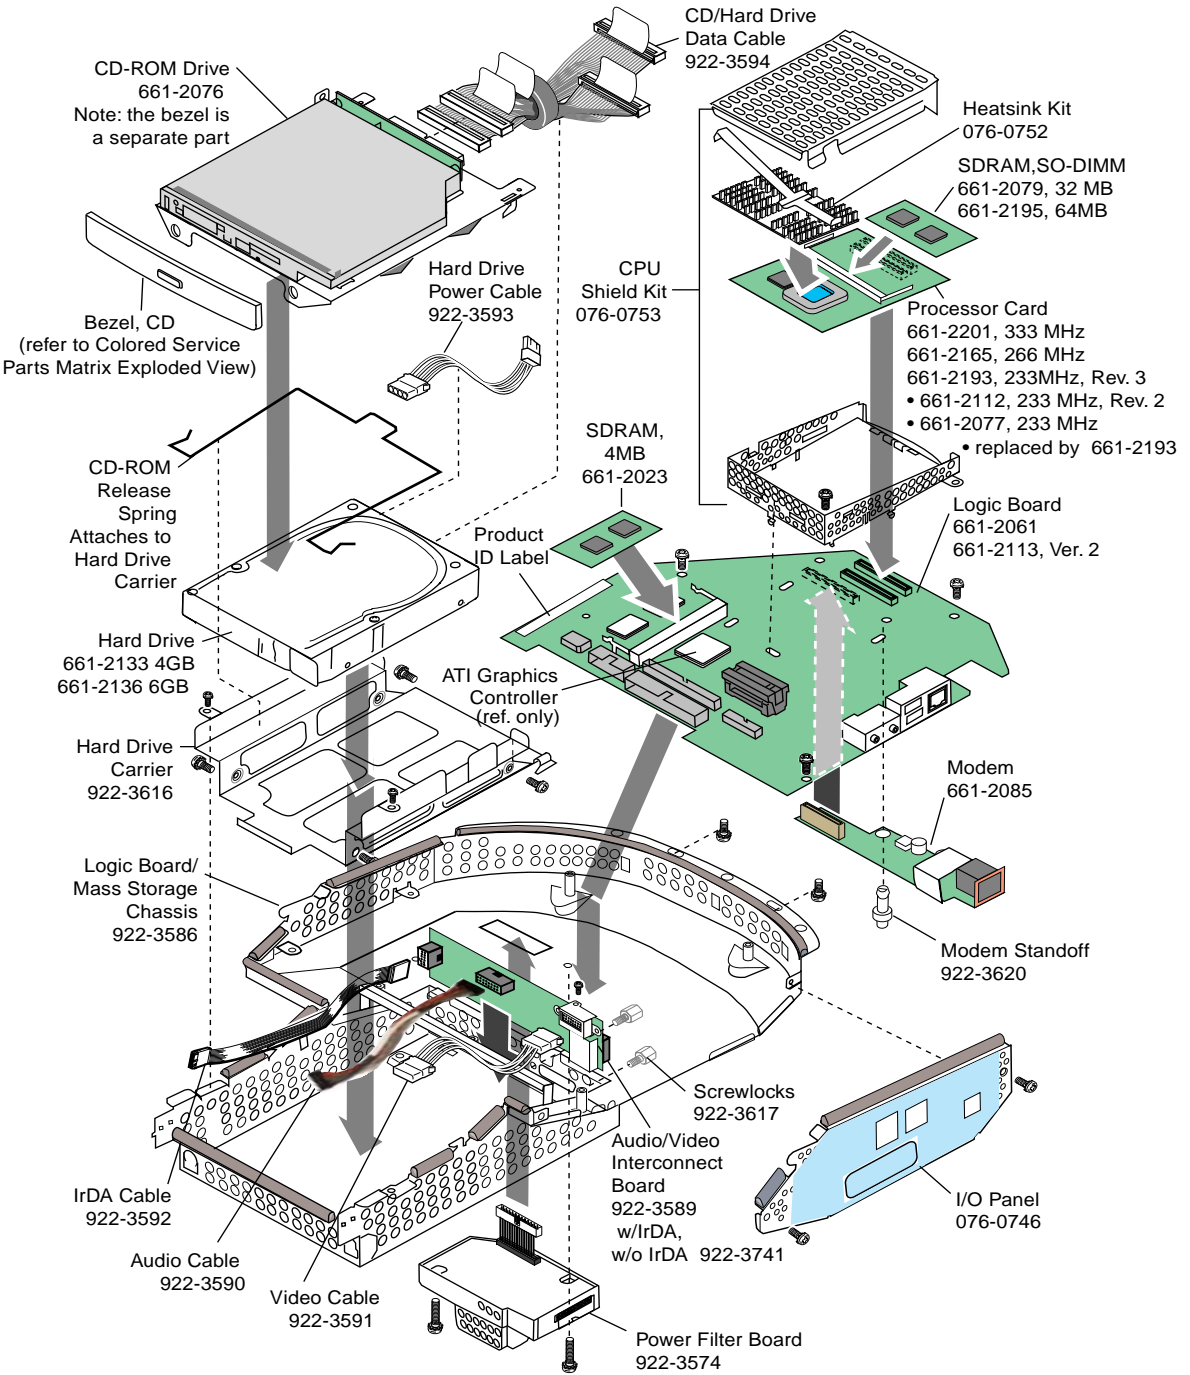 CD/Hard Drive
Data Cable
922-3594
CD-ROM Drive
661-2076
Note: the bezel is
a separate part
Heatsink Kit
076-0752
SDRAM,SO-DIMM
661-2079, 32 MB
661-2195, 64MB
Hard Drive
Power Cable
922-3593
CPU
Shield Kit
076-0753
Bezel, CD
(refer to Colored Service
Parts Matrix Exploded View)
Processor Card
661-2201, 333 MHz
661-2165, 266 MHz
661-2193, 233MHz, Rev. 3
• 661-2112, 233 MHz, Rev. 2
• 661-2077, 233 MHz
• replaced by 661-2193
SDRAM,
4MB
661-2023
CD-ROM
Release
Spring
Attaches to
Hard Drive
Carrier
Logic Board
661-2061
661-2113, Ver. 2
Product
ID Label
Hard Drive
661-2133 4GB
661-2136 6GB
ATI Graphics
Controller
(ref. only)
Hard Drive
Carrier
922-3616
Modem
661-2085
Logic Board/
Mass Storage
Chassis
922-3586
Modem Standoff
922-3620
Screwlocks
922-3617
Audio/Video
Interconnect
Board
922-3589
w/IrDA,
w/o IrDA 922-3741
I/O Panel
076-0746
IrDA Cable
922-3592
Audio Cable
922-3590
Video Cable
922-3591
Power Filter Board
922-3574